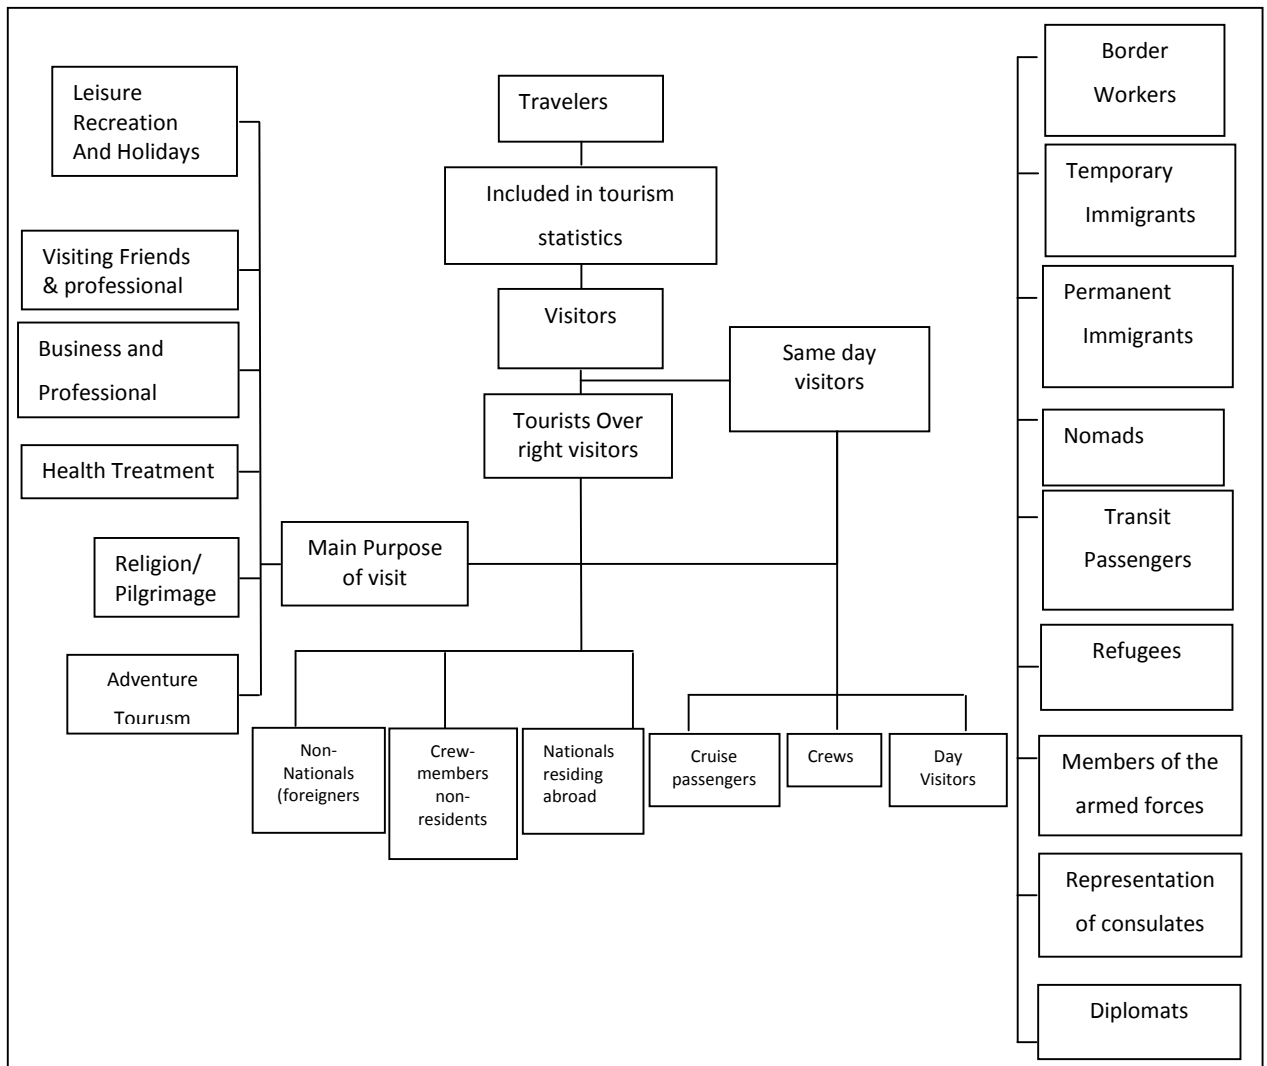 Leisure
Recreation
And Holidays
Visiting Friends
& professional
Business and
Professional
Health Treatment
Religion/
Pilgrimage
Adventure
Tourusm
Travelers
Included in tourism
statistics
Visitors
Same day
visitors
Tourists Over
right visitors
Main Purpose
of visit
Non-
Nationals
(foreigners
Crew-
members
non-
residents
Nationals
residing
abroad
Cruise
passengers
Crews
Day
Visitors
Border
Workers
Temporary
Immigrants
Permanent
Immigrants
Nomads
Transit
Passengers
Refugees
Members of the
armed forces
Representation
of consulates
Diplomats